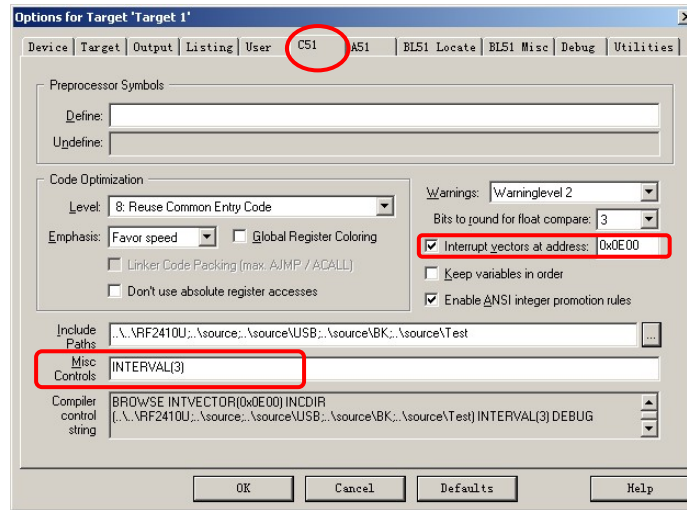 Options for Target 'Target 1'
Device Target Output Listing User C51 A51 BL51 Locate BL51 Misc Debug Utilities
Preprocessor Symbols
Define:
Undefine:
Code Optimization
Level: 8: Reuse Common Entry Code
Emphasis: Favor speed Global Register Coloring
Linker Code Packing (max. AJMP / ACALL)
Don't use absolute register accesses
Warnings: Warninglevel 2
Bits to round for float compare: 3
Interrupt vectors at address: 0x0E00
Keep variables in order
Enable ANSI integer promotion rules
Include Paths ..\..\RF2410U;..\source;..\source\USB;..\source\BK;..\source\Test ...
Misc Controls INTERVAL(3)
Compiler control string BROWSE INTVECTOR(0x0E00) INCDIR
(..\..\RF2410U;..\source;..\source\USB;..\source\BK;..\source\Test) INTERVAL(3) DEBUG
OK Cancel Defaults Help